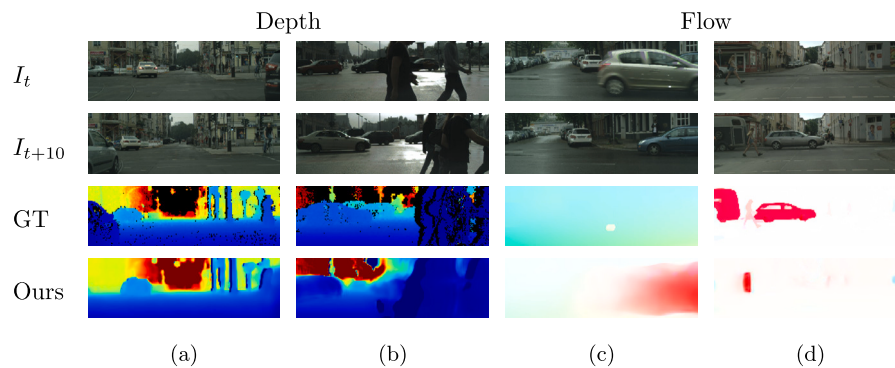 Depth Flow
I_t
I_{t+10}
GT
Ours
(a) (b) (c) (d)